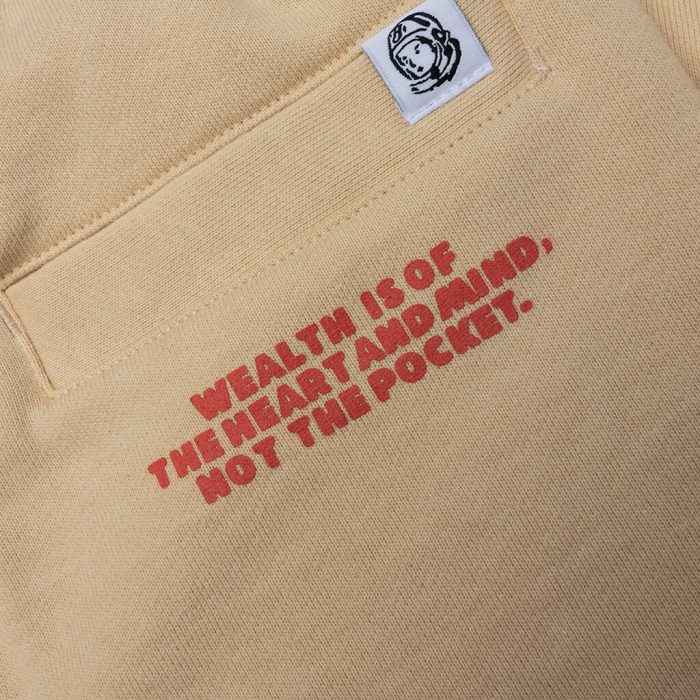 WEALTH IS OF
THE HEART AND MIND,
NOT THE POCKET.